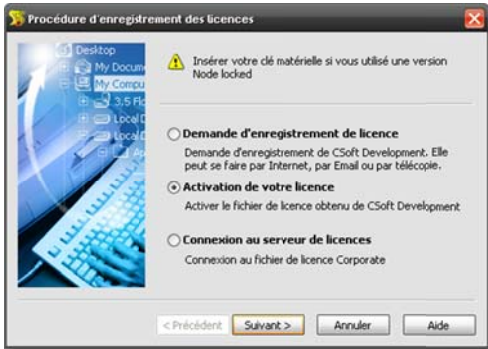 Procédure d'enregistrement des licences
Desktop
My Docum
My Compu
3,5 Flo
Local D
Local D
Insérer votre clé matérielle si vous utilisé une version
Node locked
Demande d'enregistrement de licence
Demande d'enregistrement de CSoft Development. Elle
peut se faire par Internet, par Email ou par télécopie.
Activation de votre licence
Activer le fichier de licence obtenu de CSoft Development
Connexion au serveur de licences
Connexion au fichier de licence Corporate
< Précédent
Suivant >
Annuler
Aide